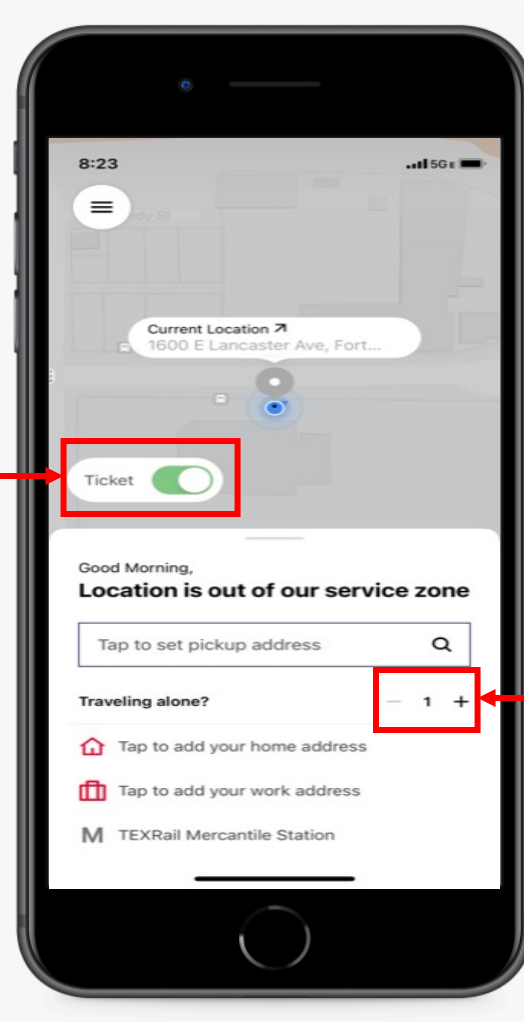 8:23
5G E
dy St
Current Location
1600 E Lancaster Ave, Fort...
Ticket
Good Morning,
Location is out of our service zone
Tap to set pickup address
Traveling alone?
− 1 +
Tap to add your home address
Tap to add your work address
M TEXRail Mercantile Station